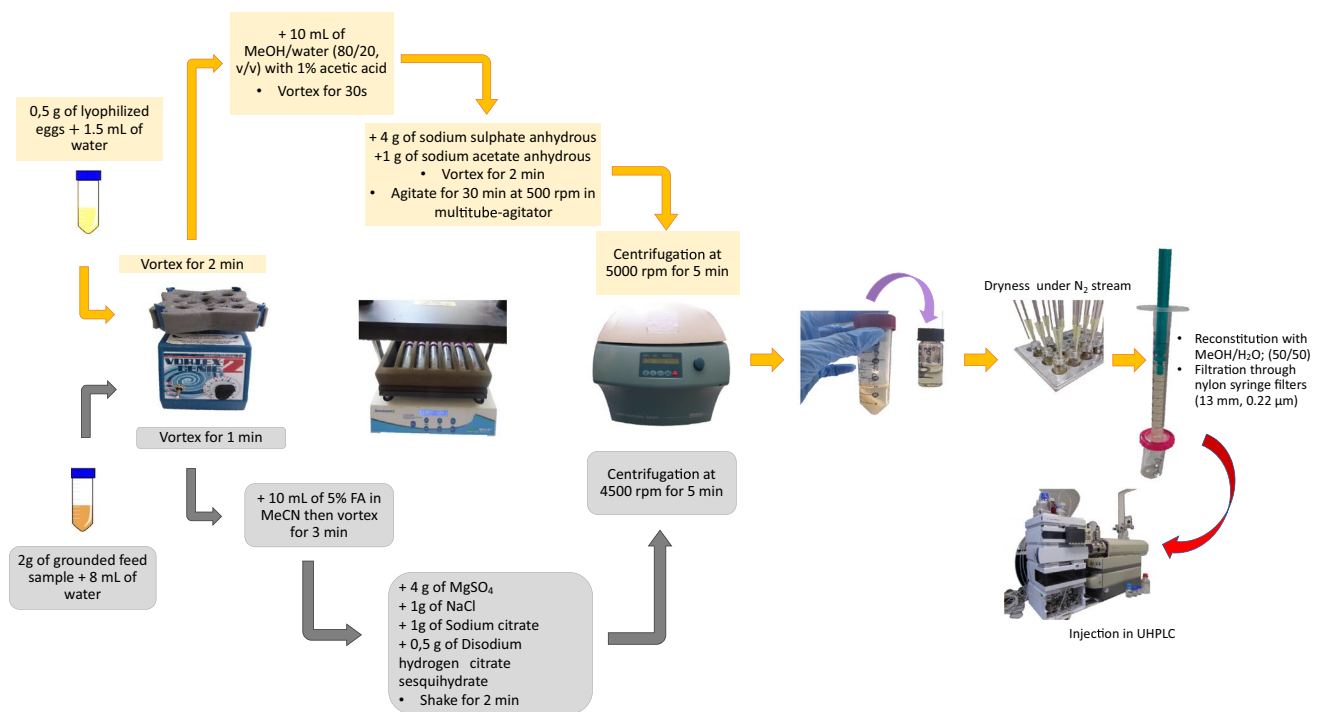 + 10 mL of
MeOH/water (80/20,
v/v) with 1% acetic acid
• Vortex for 30s
0,5 g of lyophilized
eggs + 1.5 mL of
water
+ 4 g of sodium sulphate anhydrous
+1 g of sodium acetate anhydrous
• Vortex for 2 min
• Agitate for 30 min at 500 rpm in
multitube-agitator
Vortex for 2 min
Centrifugation at
5000 rpm for 5 min
Dryness under N₂ stream
• Reconstitution with
MeOH/H₂O; (50/50)
• Filtration through
nylon syringe filters
(13 mm, 0.22 µm)
VORTEX
GENIE 2
Vortex for 1 min
Centrifugation at
4500 rpm for 5 min
+ 10 mL of 5% FA in
MeCN then vortex
for 3 min
2g of grounded feed
sample + 8 mL of
water
+ 4 g of MgSO₄
+ 1g of NaCl
+ 1g of Sodium citrate
+ 0,5 g of Disodium
hydrogen citrate
sesquihydrate
• Shake for 2 min
Injection in UHPLC